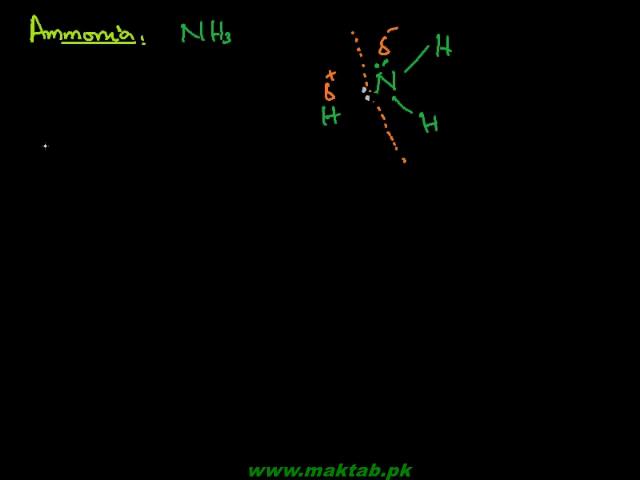 Ammonia: NH3
δ-
N H
δ+
H H
www.maktab.pk